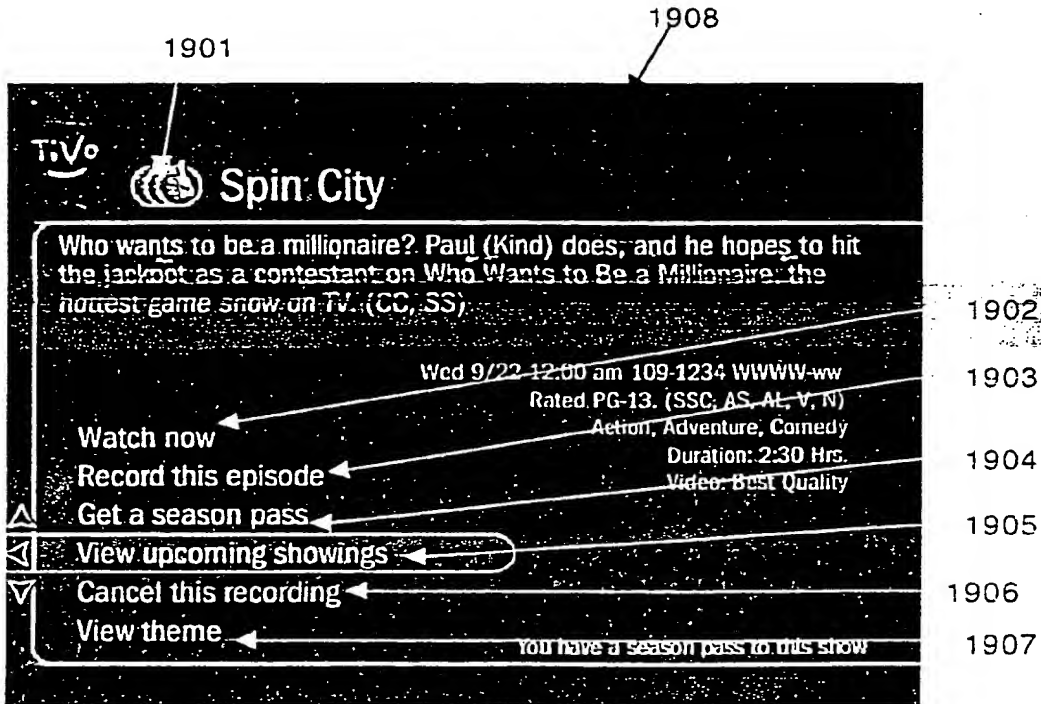 1908
1901
TiVo
Spin City
Who wants to be a millionaire? Paul (Kind) does, and he hopes to hit
the jackpot as a contestant on Who Wants to Be a Millionaire, the
hottest game show on TV. (CC, SS)
1902
Wed 9/22 12:00 am 109-1234 WWWW-ww
1903
Rated PG-13. (SSC, AS, AL, V, N)
Watch now
Action, Adventure, Comedy
Record this episode
Duration: 2:30 Hrs.
1904
Video: Best Quality
Get a season pass
1905
View upcoming showings
Cancel this recording
1906
View theme
1907
You have a season pass to this show